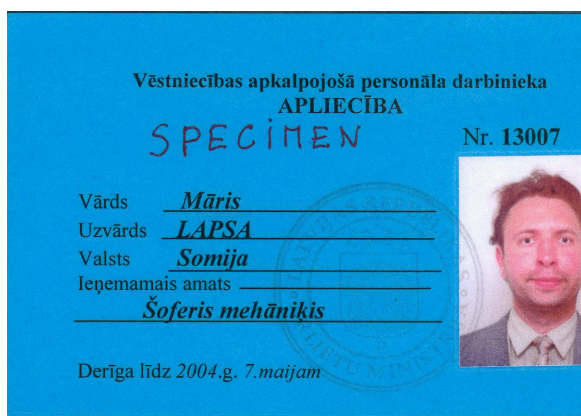 Vēstniecības apkalpojošā personāla darbinieka
APLIECĪBA
SPECIMEN
Nr. 13007
Vārds Māris
Uzvārds LAPSA
Valsts Somija
Ieņemamais amats
Šoferis mehāniķis
Derīga līdz 2004.g. 7.maijam